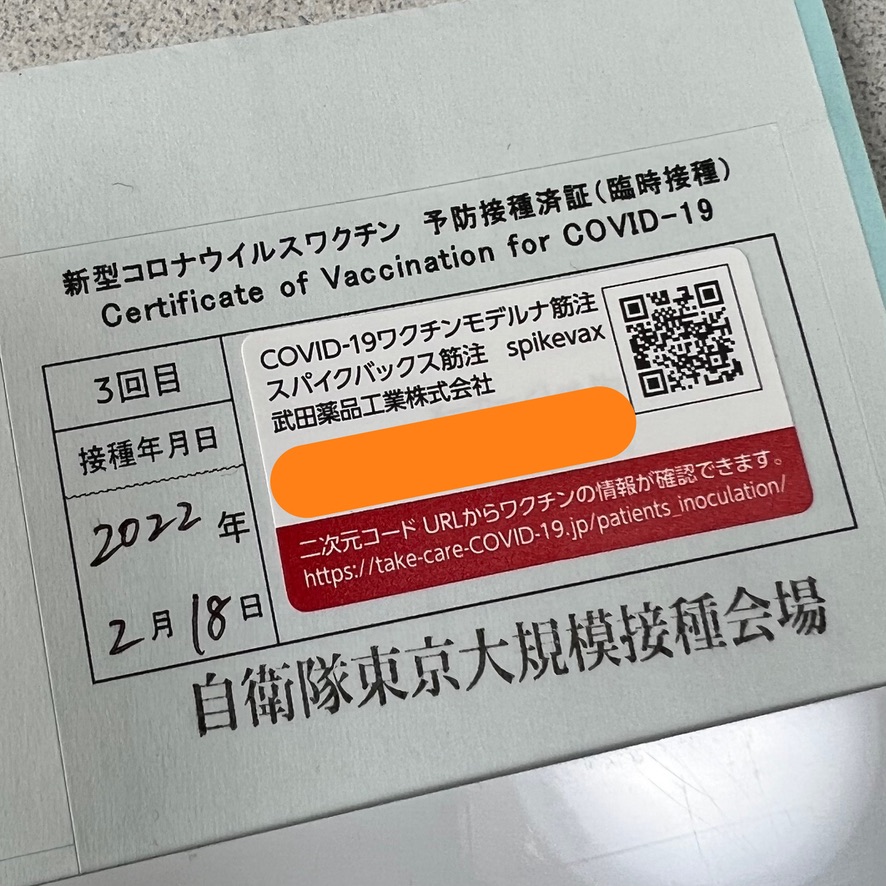 新型コロナウイルスワクチン 予防接種済証(臨時接種)
Certificate of Vaccination for COVID-19
3回目
接種年月日
2022年
2月18日
COVID-19ワクチンモデルナ筋注
スパイクバックス筋注 spikevax
武田薬品工業株式会社
二次元コード URLからワクチンの情報が確認できます。
https://take-care-COVID-19.jp/patients_inoculation/
自衛隊東京大規模接種会場